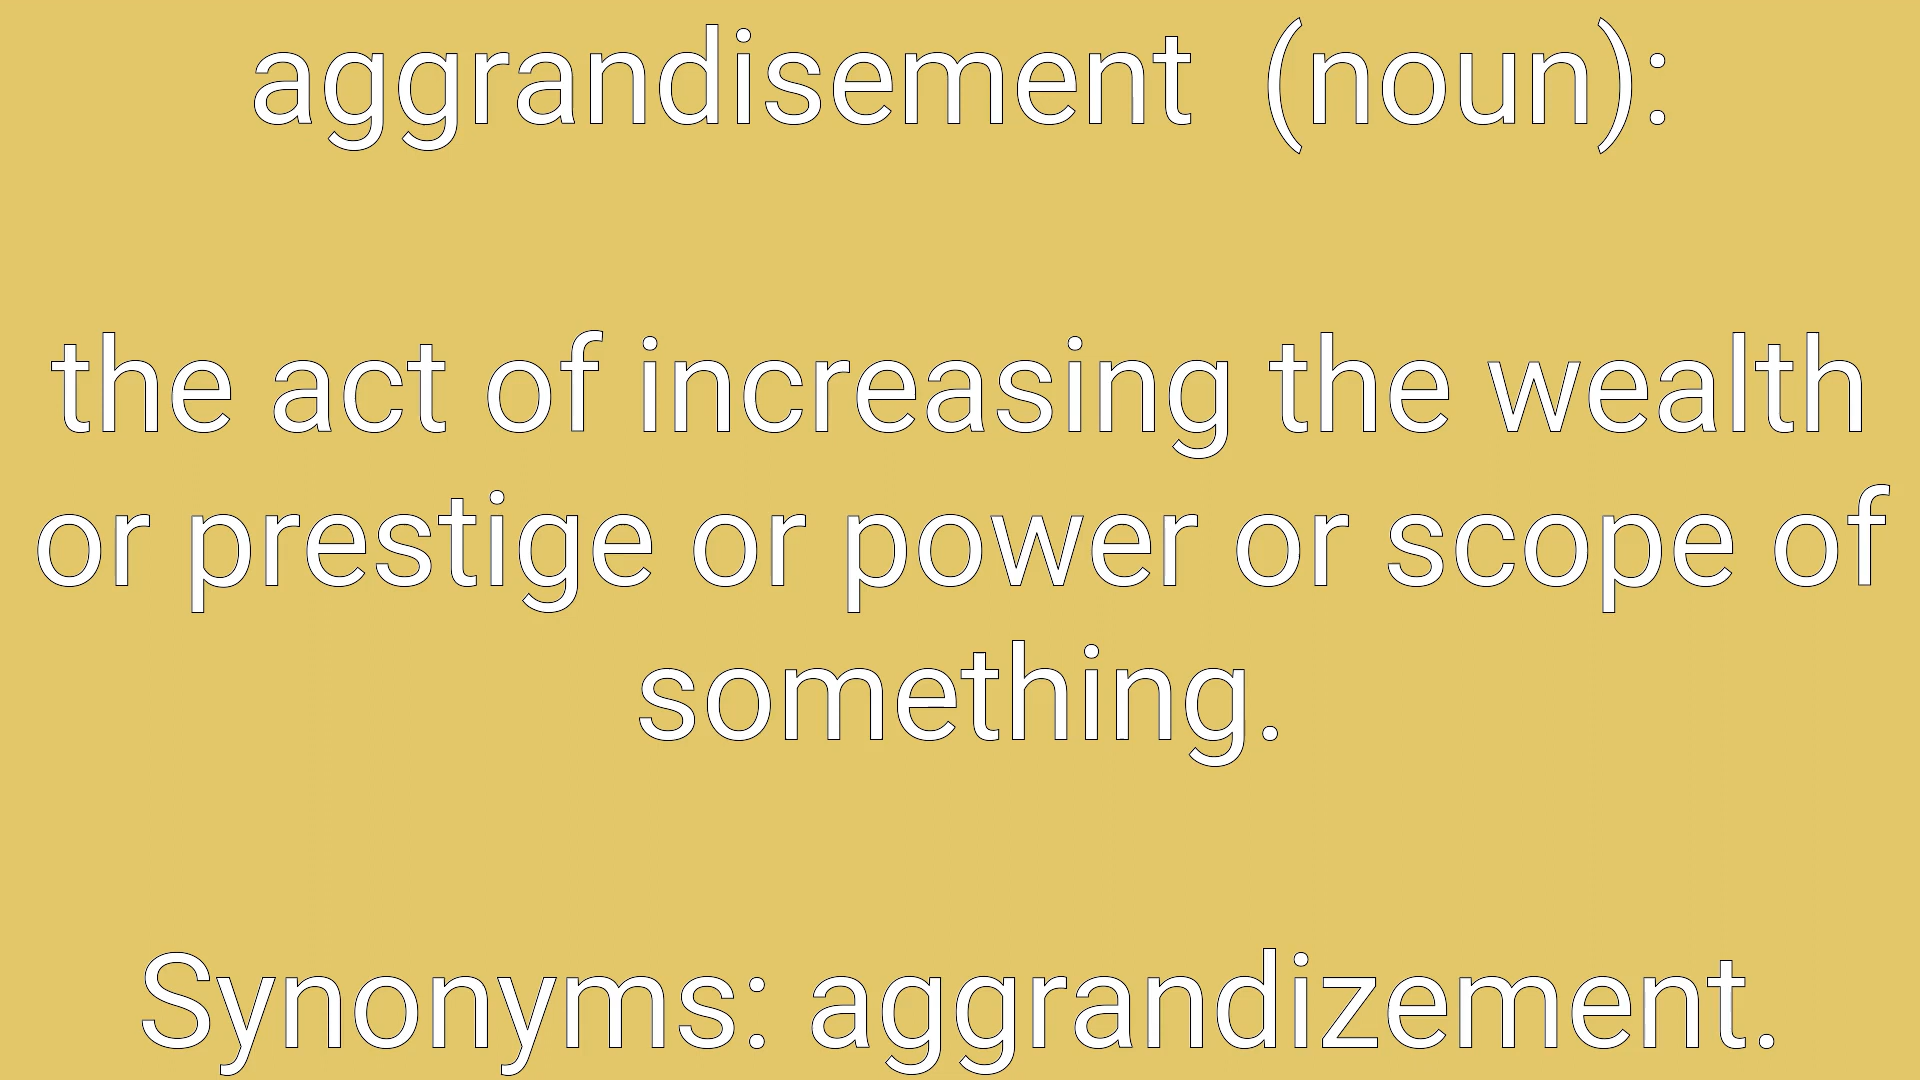 aggrandisement  (noun):
the act of increasing the wealth
or prestige or power or scope of
something.
Synonyms: aggrandizement.